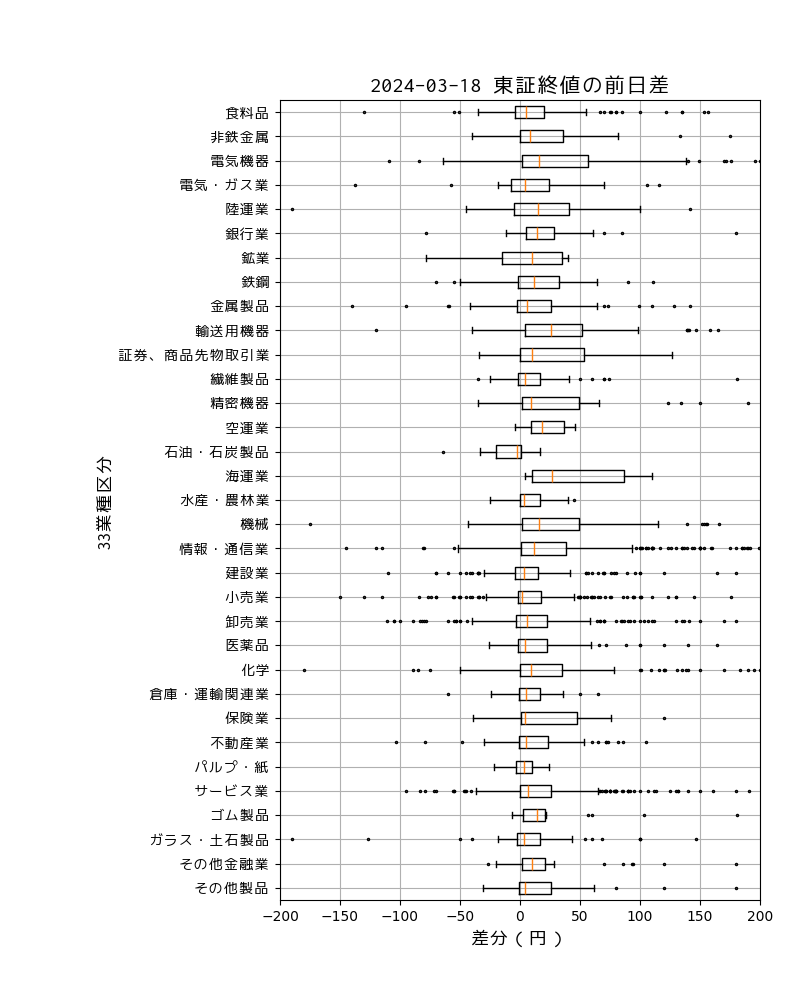 2024-03-18 東証終値の前日差
食料品
非鉄金属
電気機器
電気・ガス業
陸運業
銀行業
鉱業
鉄鋼
金属製品
輸送用機器
証券、商品先物取引業
繊維製品
精密機器
空運業
石油・石炭製品
海運業
水産・農林業
機械
情報・通信業
建設業
小売業
卸売業
医薬品
化学
倉庫・運輸関連業
保険業
不動産業
パルプ・紙
サービス業
ゴム製品
ガラス・土石製品
その他金融業
その他製品
33業種区分
−200 −150 −100 −50 0 50 100 150 200
差分(円)